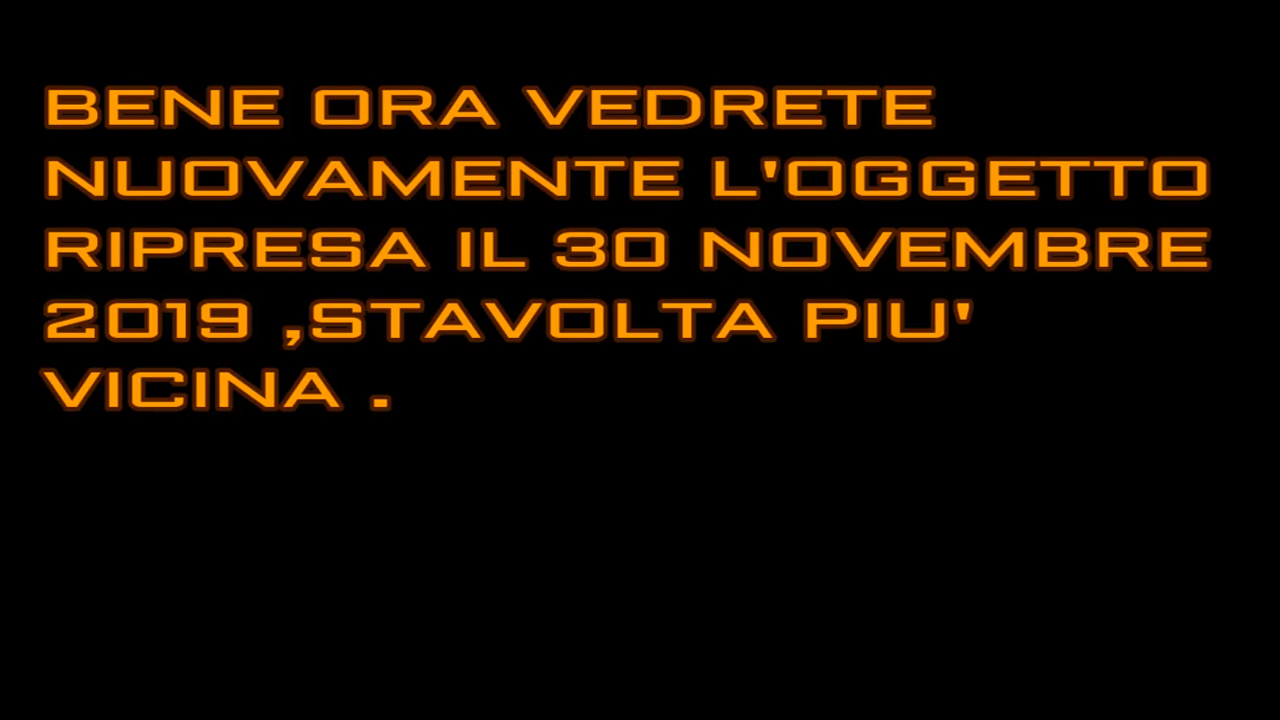 BENE ORA VEDRETE
NUOVAMENTE L'OGGETTO
RIPRESA IL 30 NOVEMBRE
2019 ,STAVOLTA PIU'
VICINA .